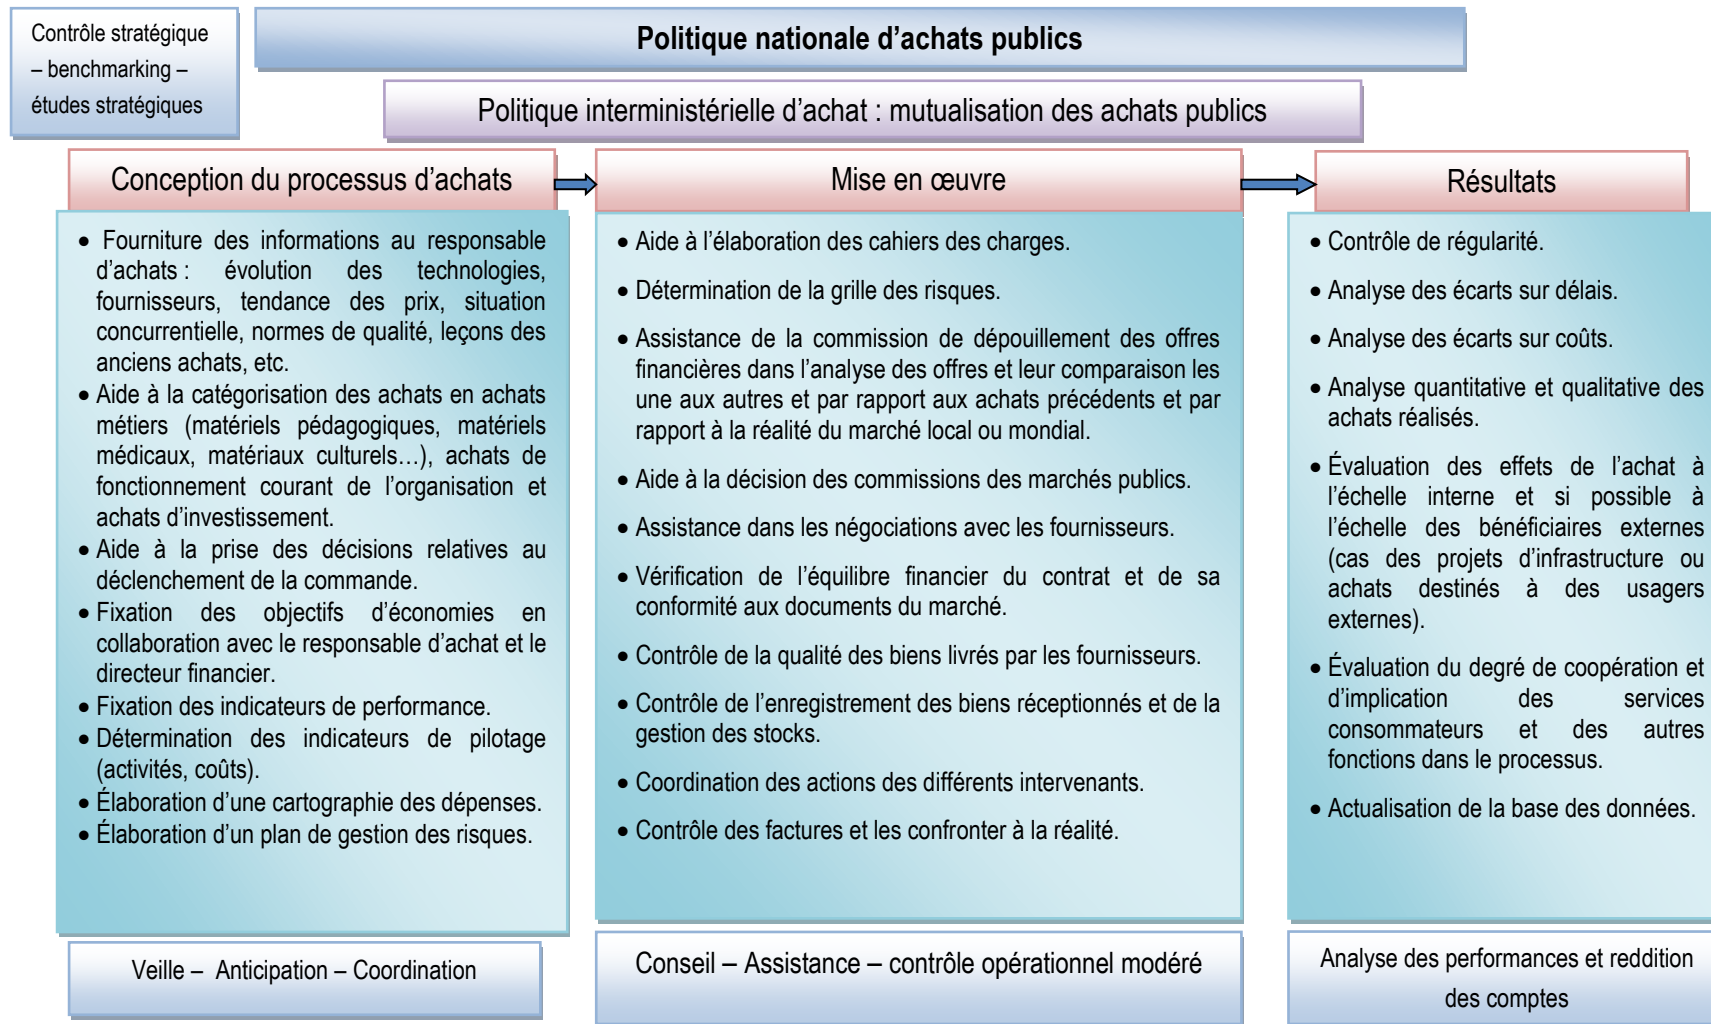 Contrôle stratégique
– benchmarking –
études stratégiques
Politique nationale d’achats publics
Politique interministérielle d’achat : mutualisation des achats publics
Conception du processus d’achats
• Fourniture des informations au responsable
d’achats : évolution des technologies,
fournisseurs, tendance des prix, situation
concurrentielle, normes de qualité, leçons des
anciens achats, etc.
• Aide à la catégorisation des achats en achats
métiers (matériels pédagogiques, matériels
médicaux, matériaux culturels…), achats de
fonctionnement courant de l’organisation et
achats d’investissement.
• Aide à la prise des décisions relatives au
déclenchement de la commande.
• Fixation des objectifs d’économies en
collaboration avec le responsable d’achat et le
directeur financier.
• Fixation des indicateurs de performance.
• Détermination des indicateurs de pilotage
(activités, coûts).
• Élaboration d’une cartographie des dépenses.
• Élaboration d’un plan de gestion des risques.
Veille – Anticipation – Coordination
Mise en œuvre
• Aide à l’élaboration des cahiers des charges.
• Détermination de la grille des risques.
• Assistance de la commission de dépouillement des offres
financières dans l’analyse des offres et leur comparaison les
une aux autres et par rapport aux achats précédents et par
rapport à la réalité du marché local ou mondial.
• Aide à la décision des commissions des marchés publics.
• Assistance dans les négociations avec les fournisseurs.
• Vérification de l’équilibre financier du contrat et de sa
conformité aux documents du marché.
• Contrôle de la qualité des biens livrés par les fournisseurs.
• Contrôle de l’enregistrement des biens réceptionnés et de la
gestion des stocks.
• Coordination des actions des différents intervenants.
• Contrôle des factures et les confronter à la réalité.
Conseil – Assistance – contrôle opérationnel modéré
Résultats
• Contrôle de régularité.
• Analyse des écarts sur délais.
• Analyse des écarts sur coûts.
• Analyse quantitative et qualitative des
achats réalisés.
• Évaluation des effets de l’achat à
l’échelle interne et si possible à
l’échelle des bénéficiaires externes
(cas des projets d’infrastructure ou
achats destinés à des usagers
externes).
• Évaluation du degré de coopération et
d’implication des services
consommateurs et des autres
fonctions dans le processus.
• Actualisation de la base des données.
Analyse des performances et reddition
des comptes